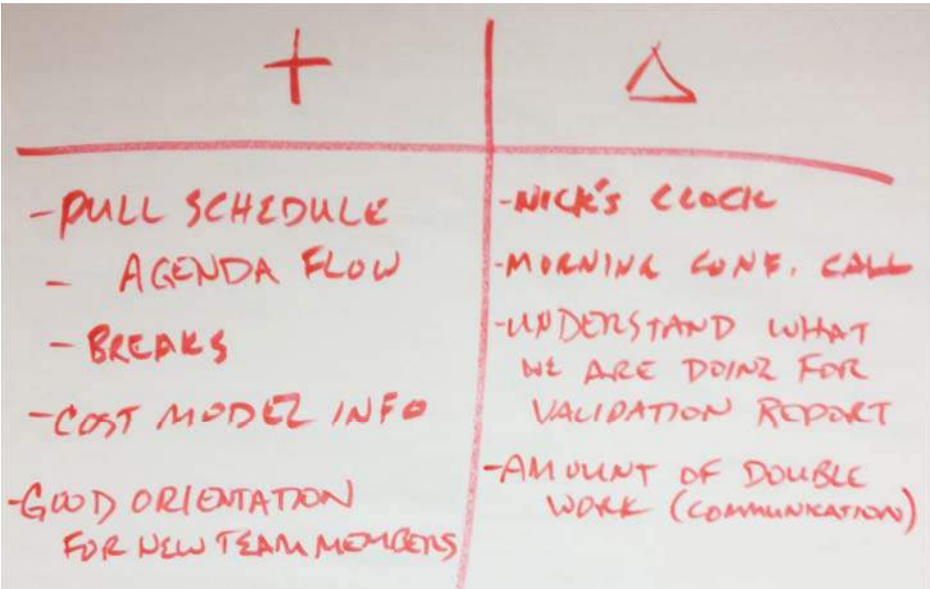 +
- PULL SCHEDULE
- AGENDA FLOW
- BREAKS
- COST MODEL INFO
- GOOD ORIENTATION
FOR NEW TEAM MEMBERS
Δ
- NICK'S CLOCK
- MORNING CONF. CALL
- UNDERSTAND WHAT
WE ARE DOING FOR
VALIDATION REPORT
- AMOUNT OF DOUBLE
WORK (COMMUNICATION)